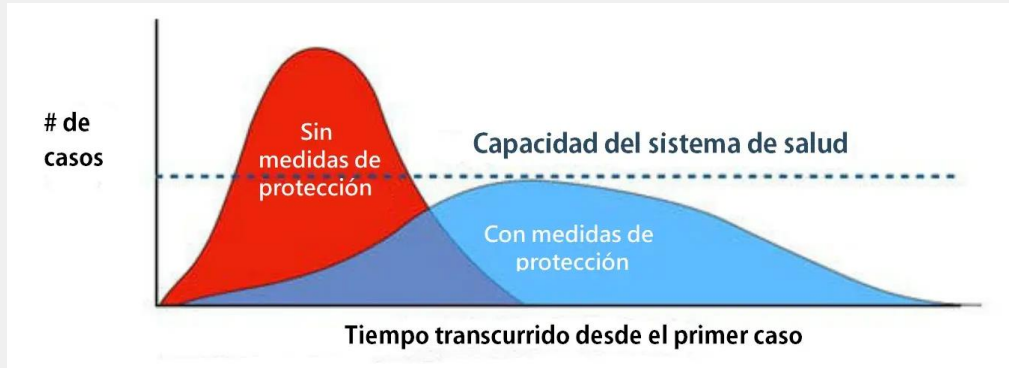 # de
casos
Sin
medidas de
protección
Capacidad del sistema de salud
Con medidas de
protección
Tiempo transcurrido desde el primer caso